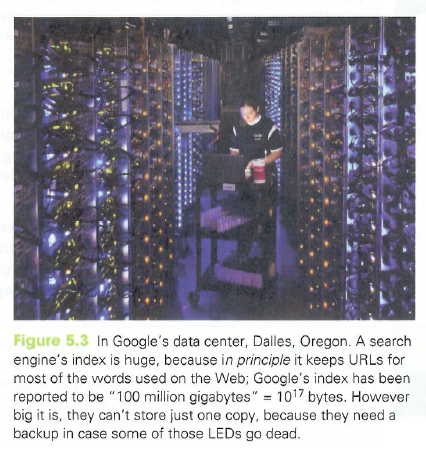 Figure 5.3 In Google's data center, Dalles, Oregon. A search
engine's index is huge, because in principle it keeps URLs for
most of the words used on the Web; Google's index has been
reported to be "100 million gigabytes" = 10¹⁷ bytes. However
big it is, they can't store just one copy, because they need a
backup in case some of those LEDs go dead.